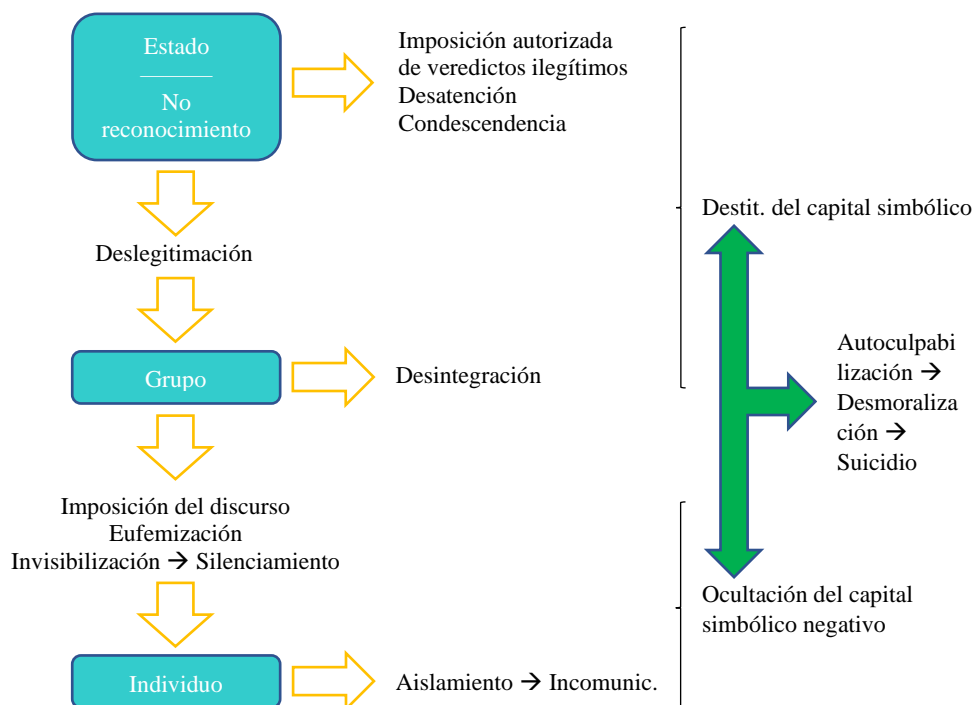 Estado
No
reconocimiento
Imposición autorizada
de veredictos ilegítimos
Desatención
Condescendencia
Deslegitimación
Destit. del capital simbólico
Grupo
Desintegración
Autoculpabi
lización →
Desmoraliza
ción →
Suicidio
Imposición del discurso
Eufemización
Invisibilización → Silenciamiento
Ocultación del capital
simbólico negativo
Individuo
Aislamiento → Incomunic.